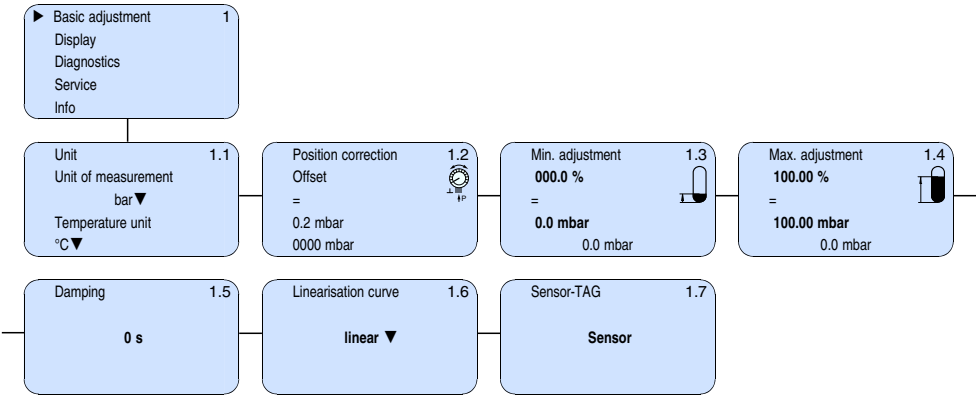 ▶ Basic adjustment 1
Display
Diagnostics
Service
Info
Unit 1.1
Unit of measurement
bar▼
Temperature unit
°C▼
Position correction 1.2
Offset
=
0.2 mbar
0000 mbar
P
Min. adjustment 1.3
000.0 %
=
0.0 mbar
0.0 mbar
Max. adjustment 1.4
100.00 %
=
100.00 mbar
0.0 mbar
Damping 1.5
0 s
Linearisation curve 1.6
linear ▼
Sensor-TAG 1.7
Sensor